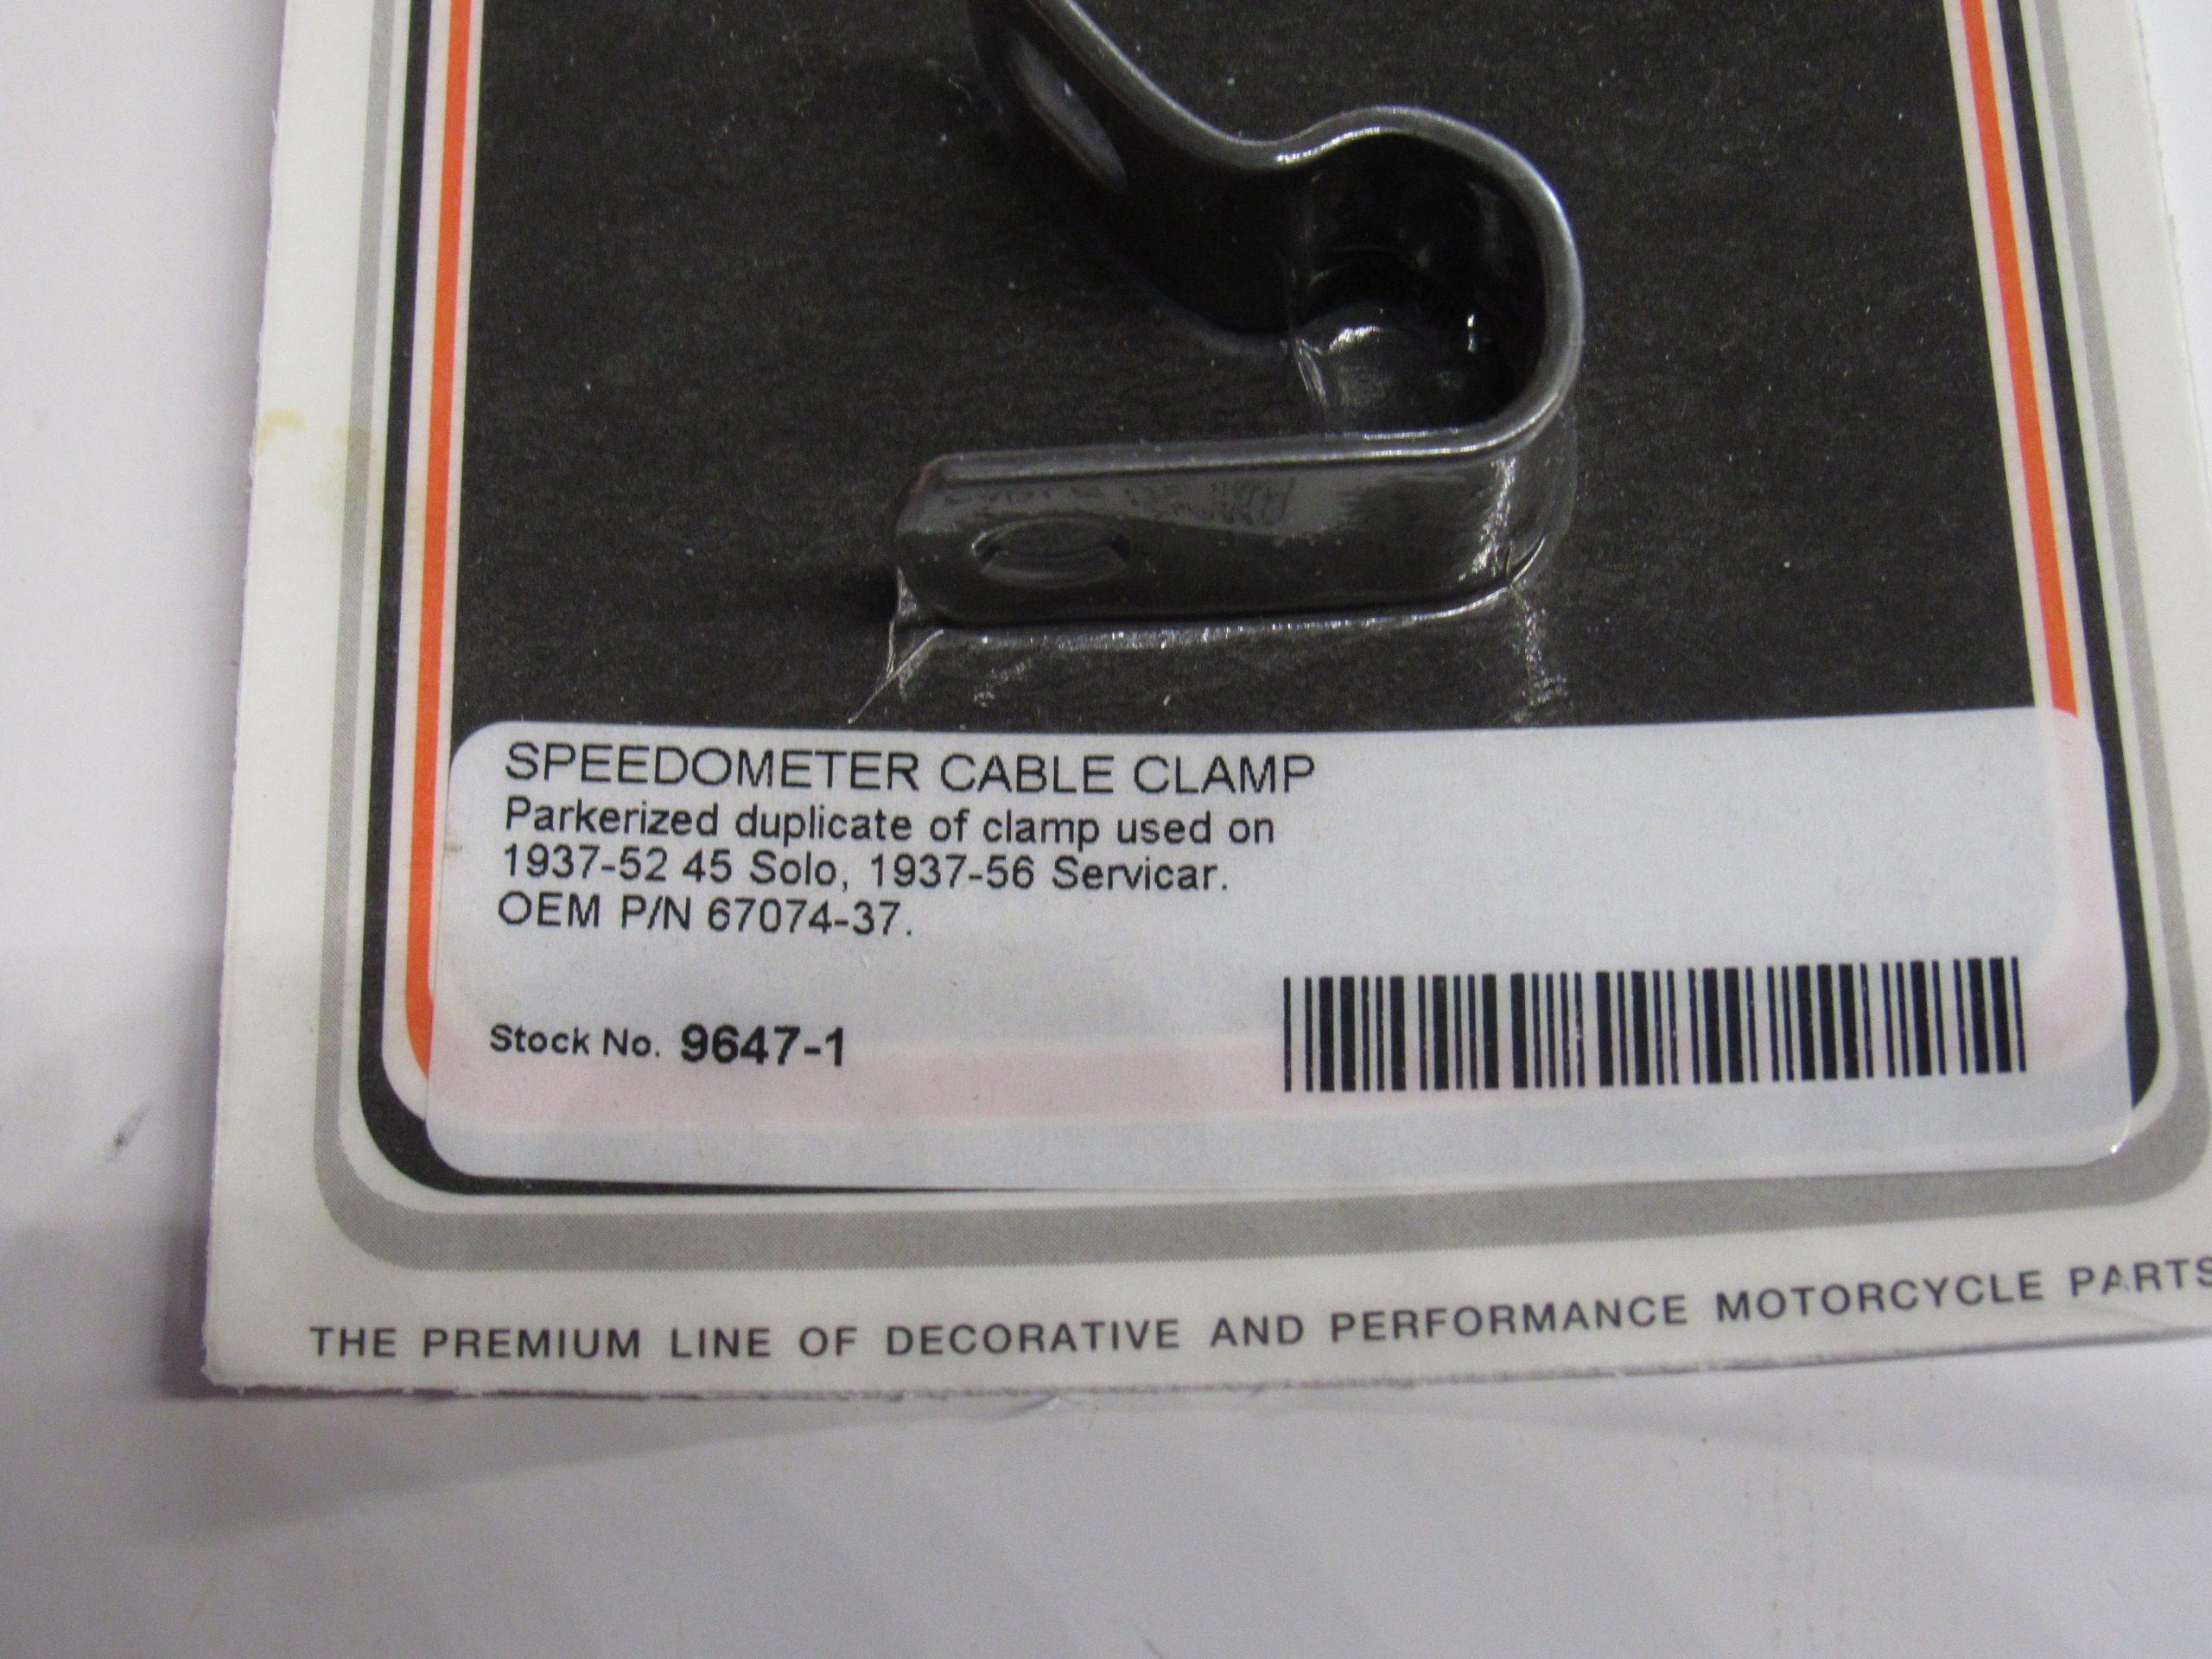 SPEEDOMETER CABLE CLAMP
Parkerized duplicate of clamp used on
1937-52 45 Solo, 1937-56 Servicar.
OEM P/N 67074-37.
Stock No. 9647-1
THE PREMIUM LINE OF DECORATIVE AND PERFORMANCE MOTORCYCLE PARTS